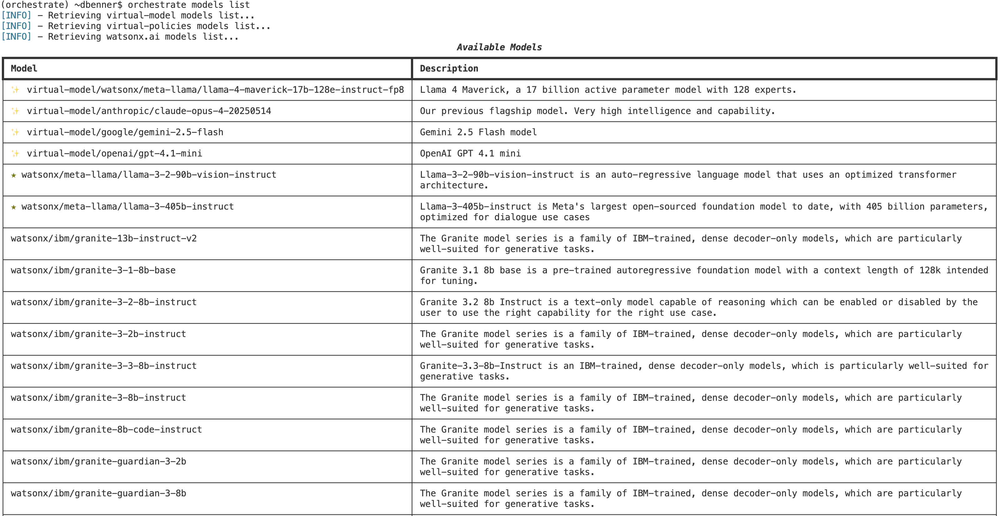 (orchestrate) ~dbenner$ orchestrate models list
[INFO] - Retrieving virtual-model models list...
[INFO] - Retrieving virtual-policies models list...
[INFO] - Retrieving watsonx.ai models list...
Available Models
Model Description
✨ virtual-model/watsonx/meta-llama/llama-4-maverick-17b-128e-instruct-fp8 Llama 4 Maverick, a 17 billion active parameter model with 128 experts.
✨ virtual-model/anthropic/claude-opus-4-20250514 Our previous flagship model. Very high intelligence and capability.
✨ virtual-model/google/gemini-2.5-flash Gemini 2.5 Flash model
✨ virtual-model/openai/gpt-4.1-mini OpenAI GPT 4.1 mini
★ watsonx/meta-llama/llama-3-2-90b-vision-instruct Llama-3-2-90b-vision-instruct is an auto-regressive language model that uses an optimized transformer
architecture.
★ watsonx/meta-llama/llama-3-405b-instruct Llama-3-405b-instruct is Meta's largest open-sourced foundation model to date, with 405 billion parameters,
optimized for dialogue use cases
watsonx/ibm/granite-13b-instruct-v2 The Granite model series is a family of IBM-trained, dense decoder-only models, which are particularly
well-suited for generative tasks.
watsonx/ibm/granite-3-1-8b-base Granite 3.1 8b base is a pre-trained autoregressive foundation model with a context length of 128k intended
for tuning.
watsonx/ibm/granite-3-2-8b-instruct Granite 3.2 8b Instruct is a text-only model capable of reasoning which can be enabled or disabled by the
user to use the right capability for the right use case.
watsonx/ibm/granite-3-2b-instruct The Granite model series is a family of IBM-trained, dense decoder-only models, which are particularly
well-suited for generative tasks.
watsonx/ibm/granite-3-3-8b-instruct Granite-3.3-8b-Instruct is an IBM-trained, dense decoder-only models, which is particularly well-suited for
generative tasks.
watsonx/ibm/granite-3-8b-instruct The Granite model series is a family of IBM-trained, dense decoder-only models, which are particularly
well-suited for generative tasks.
watsonx/ibm/granite-8b-code-instruct The Granite model series is a family of IBM-trained, dense decoder-only models, which are particularly
well-suited for generative tasks.
watsonx/ibm/granite-guardian-3-2b The Granite model series is a family of IBM-trained, dense decoder-only models, which are particularly
well-suited for generative tasks.
watsonx/ibm/granite-guardian-3-8b The Granite model series is a family of IBM-trained, dense decoder-only models, which are particularly
well-suited for generative tasks.